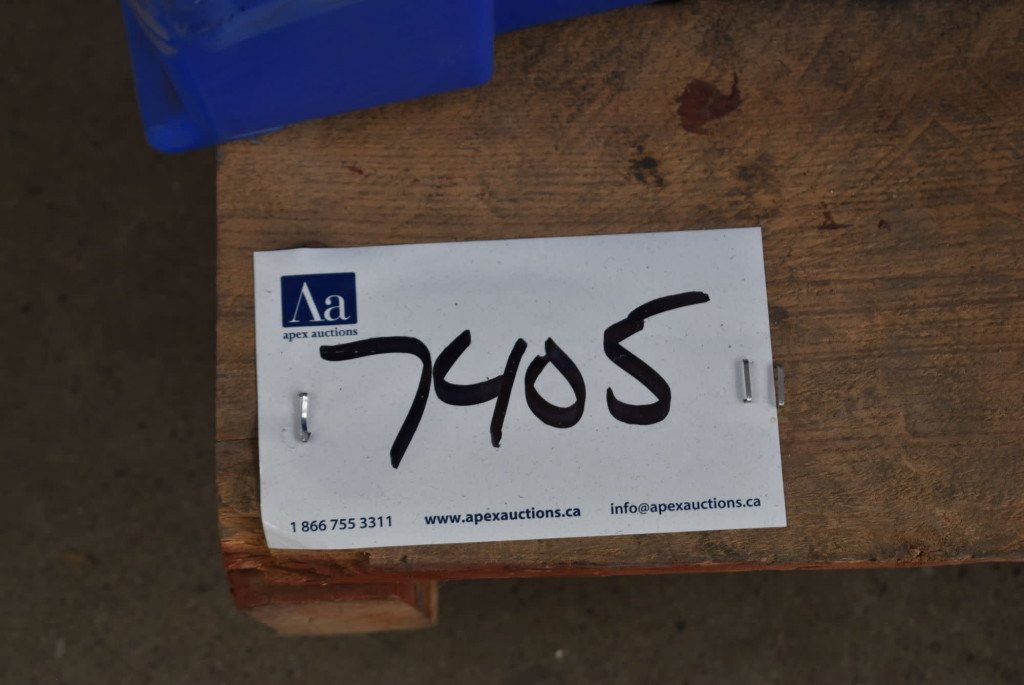 Aa
apex auctions
7405
1 866 755 3311 www.apexauctions.ca info@apexauctions.ca